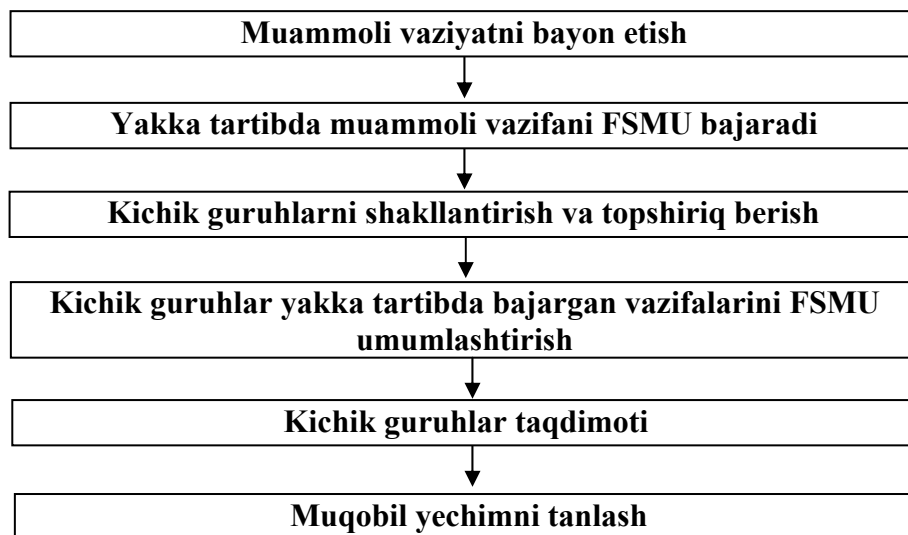 Muammoli vaziyatni bayon etish
Yakka tartibda muammoli vazifani FSMU bajaradi
Kichik guruhlarni shakllantirish va topshiriq berish
Kichik guruhlar yakka tartibda bajargan vazifalarini FSMU
umumlashtirish
Kichik guruhlar taqdimoti
Muqobil yechimni tanlash